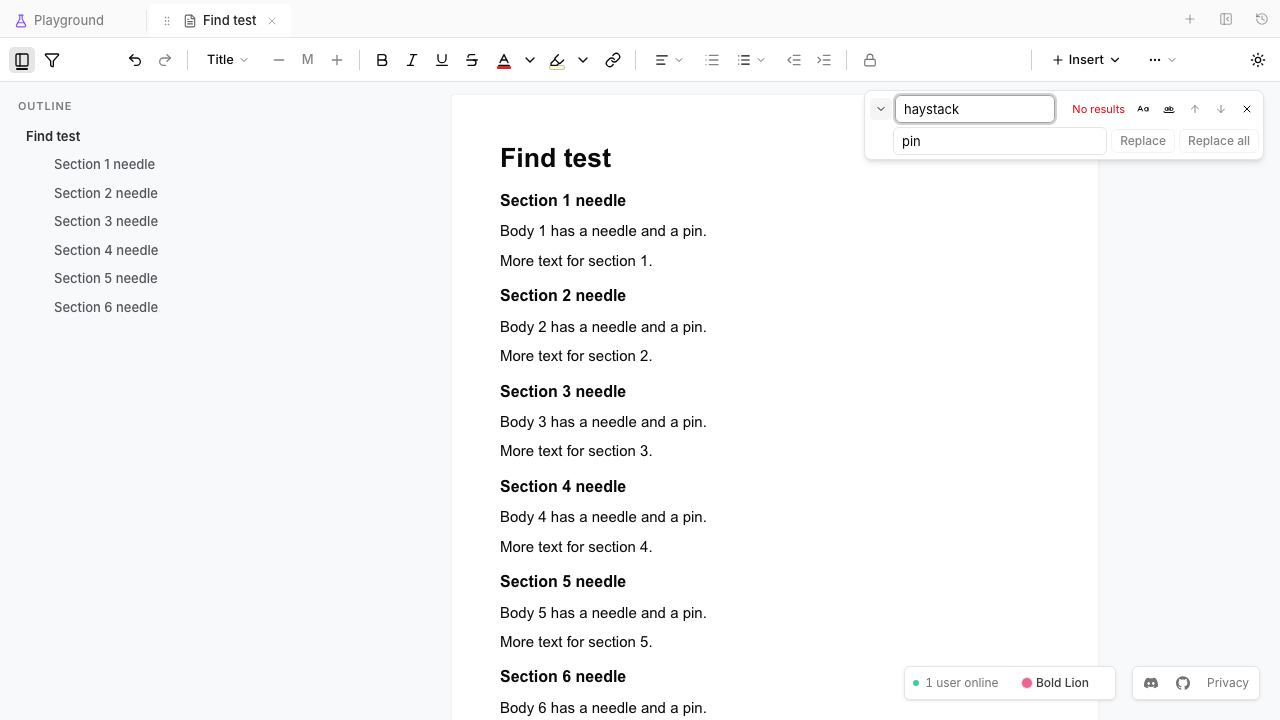 Playground
Find test
Title
M
B I U S A
Insert
OUTLINE
Find test
Section 1 needle
Section 2 needle
Section 3 needle
Section 4 needle
Section 5 needle
Section 6 needle
haystack
No results
Aa
ab
pin
Replace
Replace all
Find test
Section 1 needle
Body 1 has a needle and a pin.
More text for section 1.
Section 2 needle
Body 2 has a needle and a pin.
More text for section 2.
Section 3 needle
Body 3 has a needle and a pin.
More text for section 3.
Section 4 needle
Body 4 has a needle and a pin.
More text for section 4.
Section 5 needle
Body 5 has a needle and a pin.
More text for section 5.
Section 6 needle
Body 6 has a needle and a pin.
1 user online
Bold Lion
Privacy